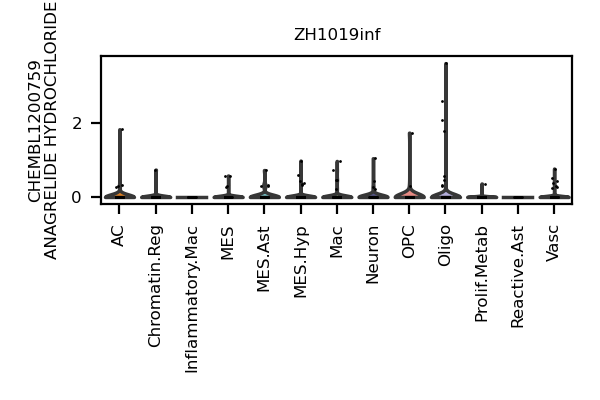 ZH1019inf
CHEMBL1200759
ANAGRELIDE HYDROCHLORIDE
2
0
AC
Chromatin.Reg
Inflammatory.Mac
MES
MES.Ast
MES.Hyp
Mac
Neuron
OPC
Oligo
Prolif.Metab
Reactive.Ast
Vasc